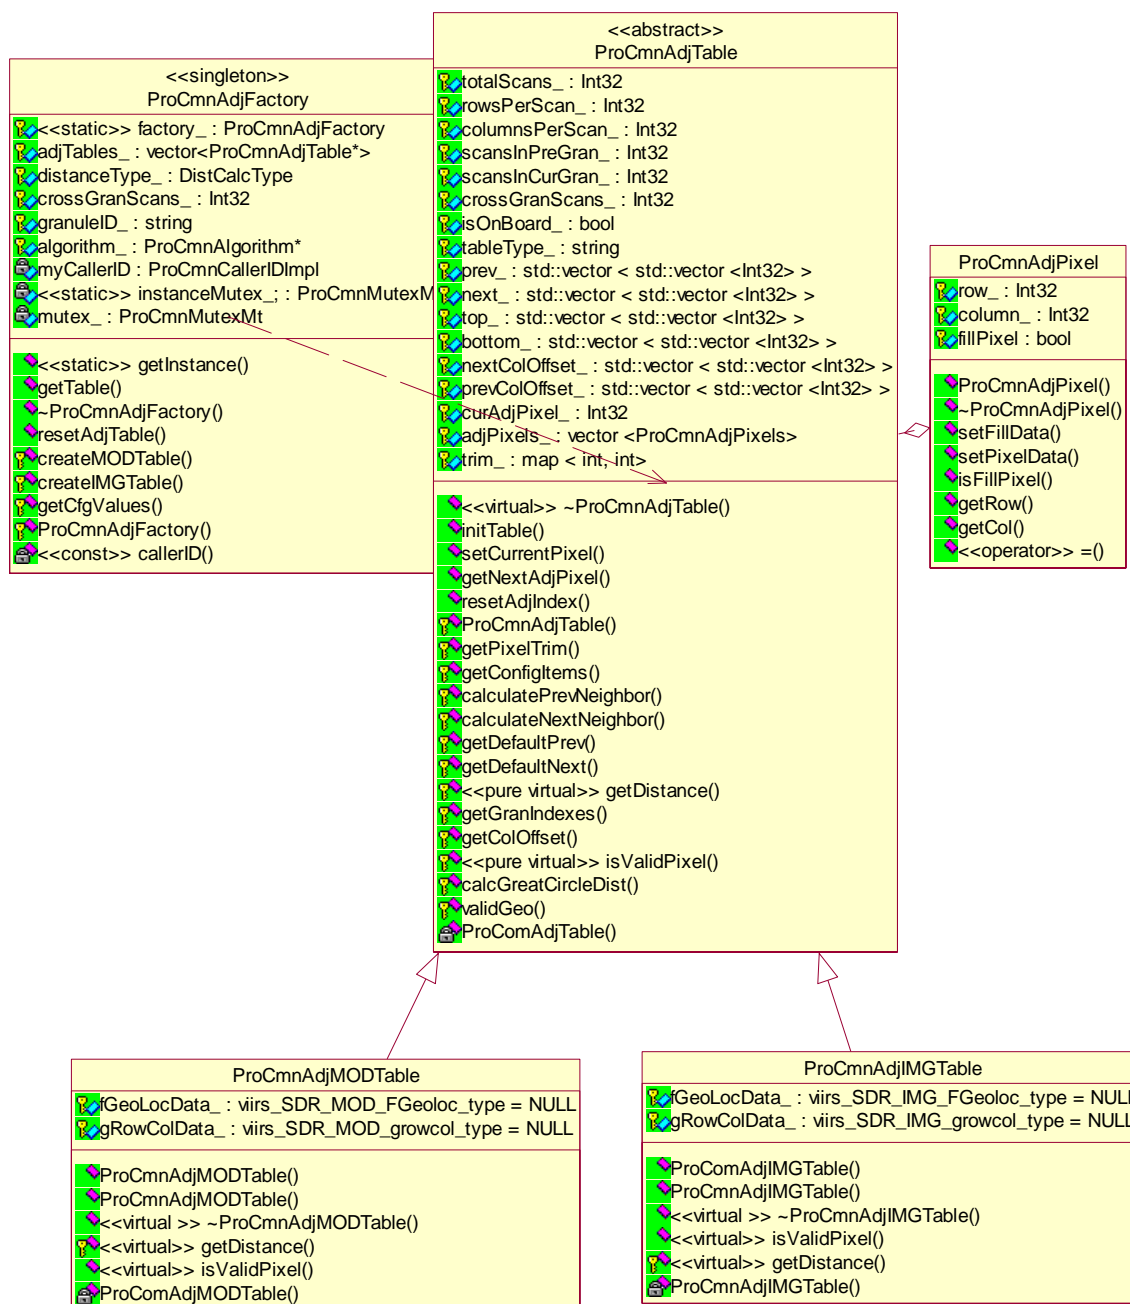 <<singleton>>
ProCmnAdjFactory
<<static>> factory_ : ProCmnAdjFactory
adjTables_ : vector<ProCmnAdjTable*>
distanceType_ : DistCalcType
crossGranScans_ : Int32
granuleID_ : string
algorithm_ : ProCmnAlgorithm*
myCallerID : ProCmnCallerIDImpl
<<static>> instanceMutex_; : ProCmnMutexM
mutex_ : ProCmnMutexMt
<<static>> getInstance()
getTable()
~ProCmnAdjFactory()
resetAdjTable()
createMODTable()
createIMGTable()
getCfgValues()
ProCmnAdjFactory()
<<const>> callerID()
<<abstract>>
ProCmnAdjTable
totalScans_ : Int32
rowsPerScan_ : Int32
columnsPerScan_ : Int32
scansInPreGran_ : Int32
scansInCurGran_ : Int32
crossGranScans_ : Int32
isOnBoard_ : bool
tableType_ : string
prev_ : std::vector < std::vector <Int32> >
next_ : std::vector < std::vector <Int32> >
top_ : std::vector < std::vector <Int32> >
bottom_ : std::vector < std::vector <Int32> >
nextColOffset_ : std::vector < std::vector <Int32> >
prevColOffset_ : std::vector < std::vector <Int32> >
curAdjPixel_ : Int32
adjPixels_ : vector <ProCmnAdjPixels>
trim_ : map < int, int>
<<virtual>> ~ProCmnAdjTable()
initTable()
setCurrentPixel()
getNextAdjPixel()
resetAdjIndex()
ProCmnAdjTable()
getPixelTrim()
getConfigItems()
calculatePrevNeighbor()
calculateNextNeighbor()
getDefaultPrev()
getDefaultNext()
<<pure virtual>> getDistance()
getGranIndexes()
getColOffset()
<<pure virtual>> isValidPixel()
calcGreatCircleDist()
validGeo()
ProComAdjTable()
ProCmnAdjPixel
row_ : Int32
column_ : Int32
fillPixel : bool
ProCmnAdjPixel()
~ProCmnAdjPixel()
setFillData()
setPixelData()
isFillPixel()
getRow()
getCol()
<<operator>> =()
ProCmnAdjMODTable
fGeoLocData_ : viirs_SDR_MOD_FGeoloc_type = NULL
gRowColData_ : viirs_SDR_MOD_growcol_type = NULL
ProCmnAdjMODTable()
ProCmnAdjMODTable()
<<virtual >> ~ProCmnAdjMODTable()
<<virtual>> getDistance()
<<virtual>> isValidPixel()
ProComAdjMODTable()
ProCmnAdjIMGTable
fGeoLocData_ : viirs_SDR_IMG_FGeoloc_type = NULL
gRowColData_ : viirs_SDR_IMG_growcol_type = NULL
ProComAdjIMGTable()
ProCmnAdjIMGTable()
<<virtual >> ~ProCmnAdjIMGTable()
<<virtual>> isValidPixel()
<<virtual>> getDistance()
ProCmnAdjIMGTable()